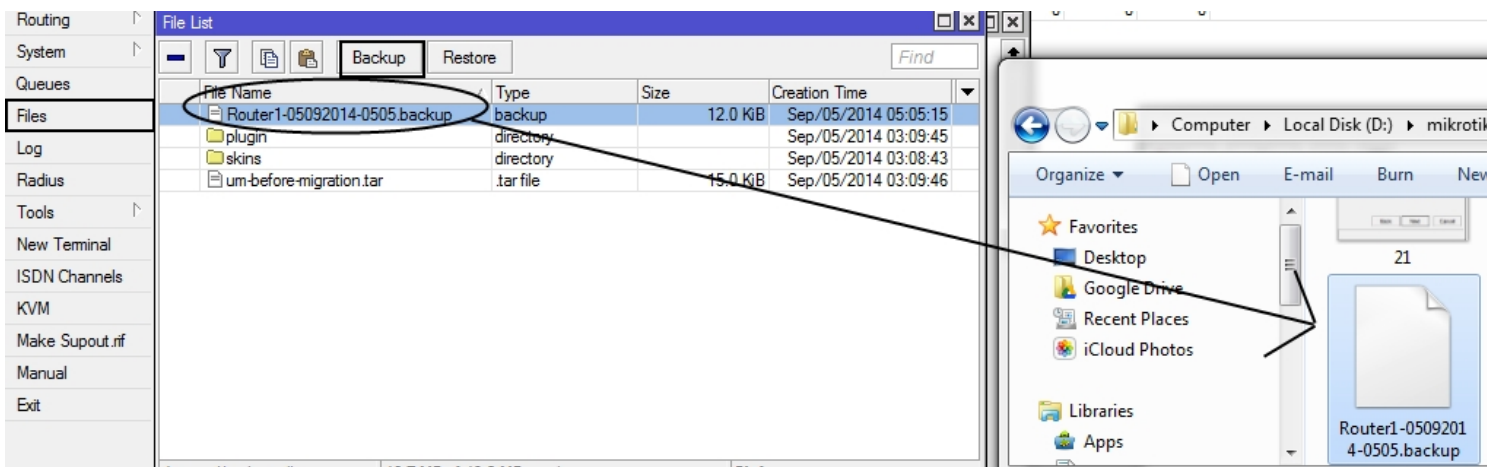 Routing
System
Queues
Files
Log
Radius
Tools
New Terminal
ISDN Channels
KVM
Make Supout.rif
Manual
Exit
File List
Backup Restore Find
File Name Type Size Creation Time
Router1-05092014-0505.backup backup 12.0 KiB Sep/05/2014 05:05:15
plugin directory Sep/05/2014 03:09:45
skins directory Sep/05/2014 03:08:43
um-before-migration.tar .tar file 15.0 KiB Sep/05/2014 03:09:46
Computer Local Disk (D:) mikrotik
Organize Open E-mail Burn New
Favorites
Desktop
Google Drive
Recent Places
iCloud Photos
Libraries
Apps
21
Router1-0509201
4-0505.backup